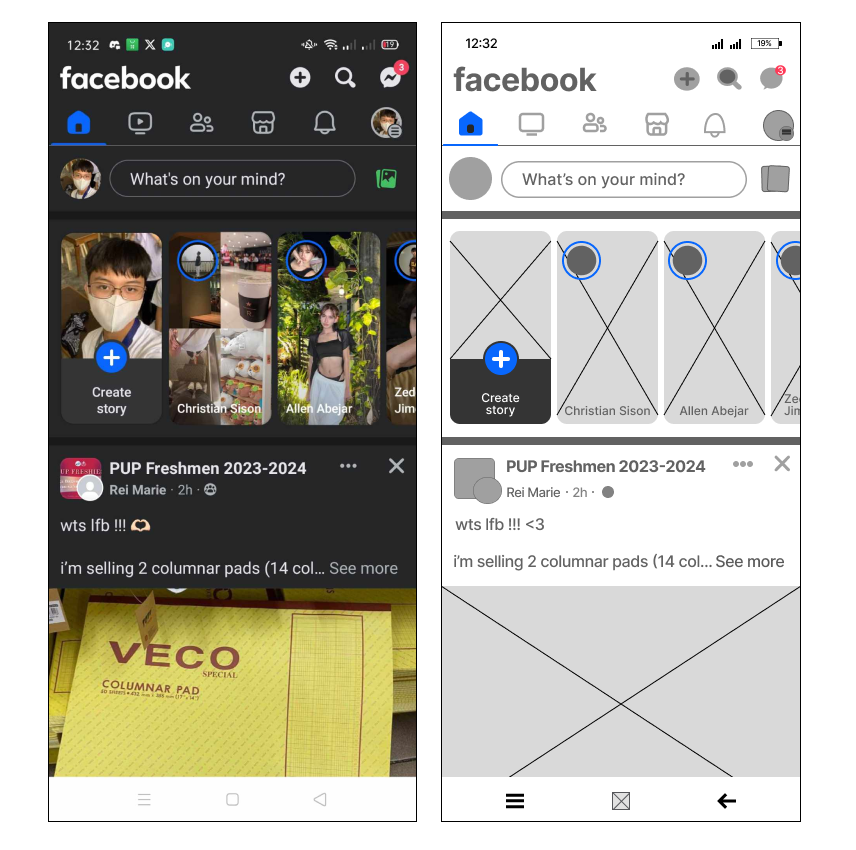 12:32
19
facebook
3
What's on your mind?
Create
story
Christian Sison
Allen Abejar
Zed
Jim
PUP Freshmen 2023-2024
Rei Marie · 2h ·
wts lfb !!! 🫶🏻
i'm selling 2 columnar pads (14 col... See more
VECO
SPECIAL
COLUMNAR PAD
12:32
19%
facebook
3
What's on your mind?
Create
story
Christian Sison
Allen Abejar
Zed
Jim
PUP Freshmen 2023-2024
Rei Marie · 2h ·
wts lfb !!! <3
i'm selling 2 columnar pads (14 col... See more